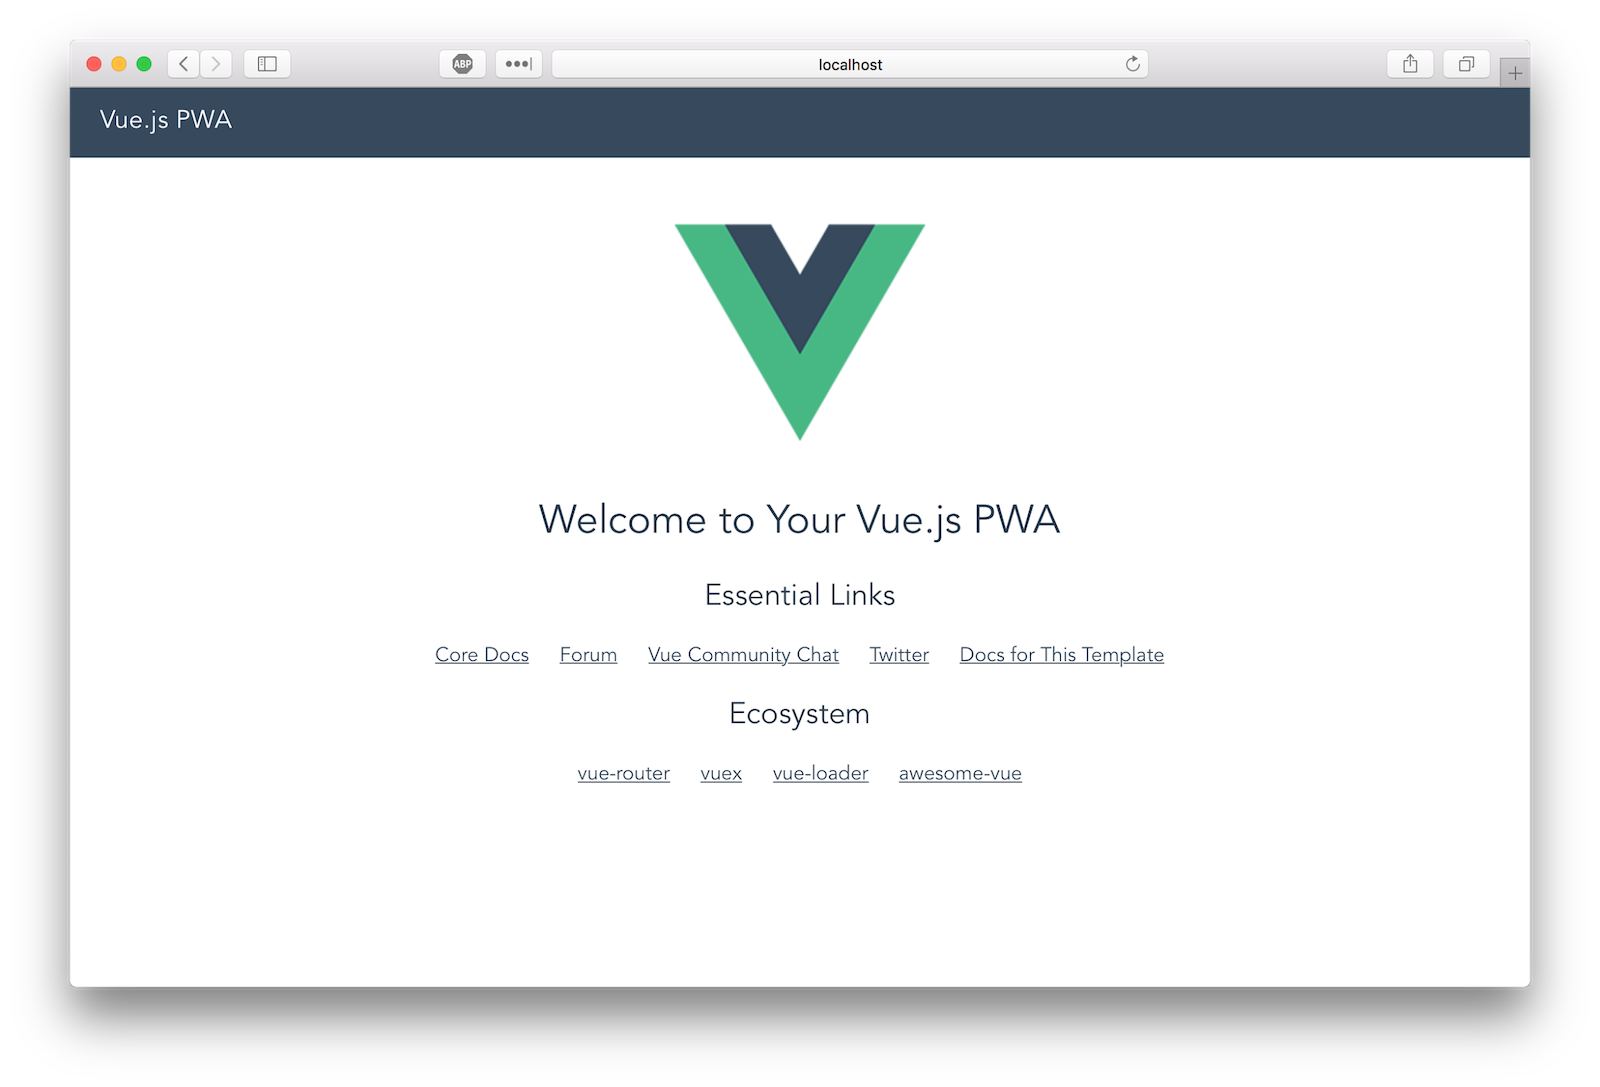 ABP
localhost
Vue.js PWA
Welcome to Your Vue.js PWA
Essential Links
Core Docs Forum Vue Community Chat Twitter Docs for This Template
Ecosystem
vue-router vuex vue-loader awesome-vue